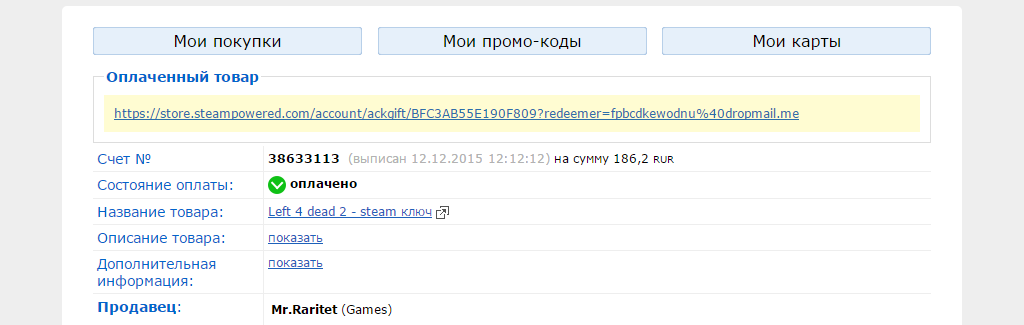 Мои покупки Мои промо-коды Мои карты
Оплаченный товар
https://store.steampowered.com/account/ackgift/BFC3AB55E190F809?redeemer=fpbcdkewodnu%40dropmail.me
Счет № 38633113 (выписан 12.12.2015 12:12:12) на сумму 186,2 RUR
Состояние оплаты: оплачено
Название товара: Left 4 dead 2 - steam ключ
Описание товара: показать
Дополнительная показать
информация:
Продавец: Mr.Raritet (Games)